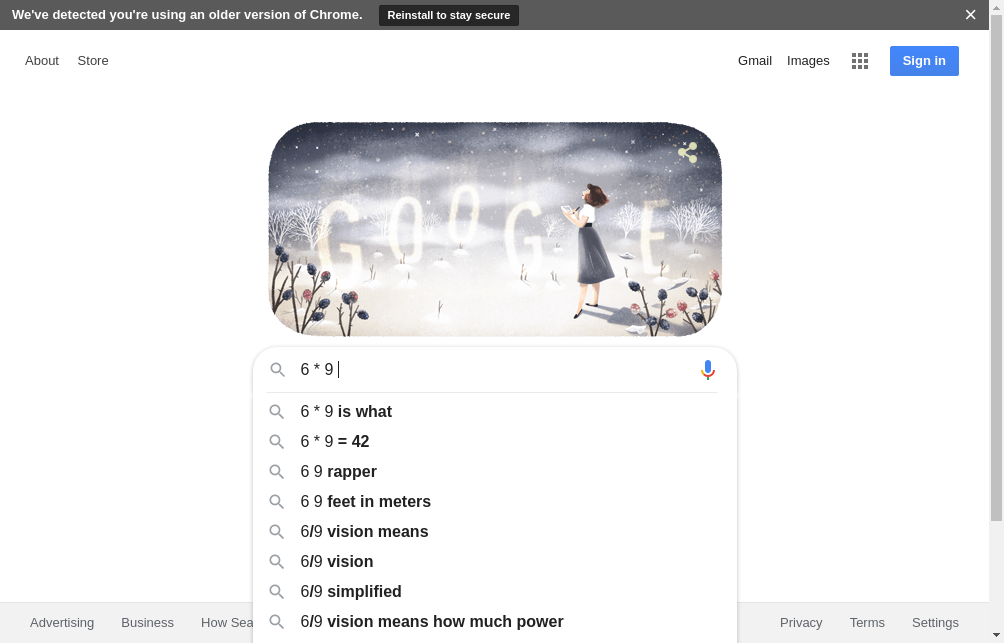 We've detected you're using an older version of Chrome. Reinstall to stay secure
About Store Gmail Images Sign in
GOOGLE
6 * 9
6 * 9 is what
6 * 9 = 42
6 9 rapper
6 9 feet in meters
6/9 vision means
6/9 vision
6/9 simplified
6/9 vision means how much power
Advertising Business How Sea Privacy Terms Settings